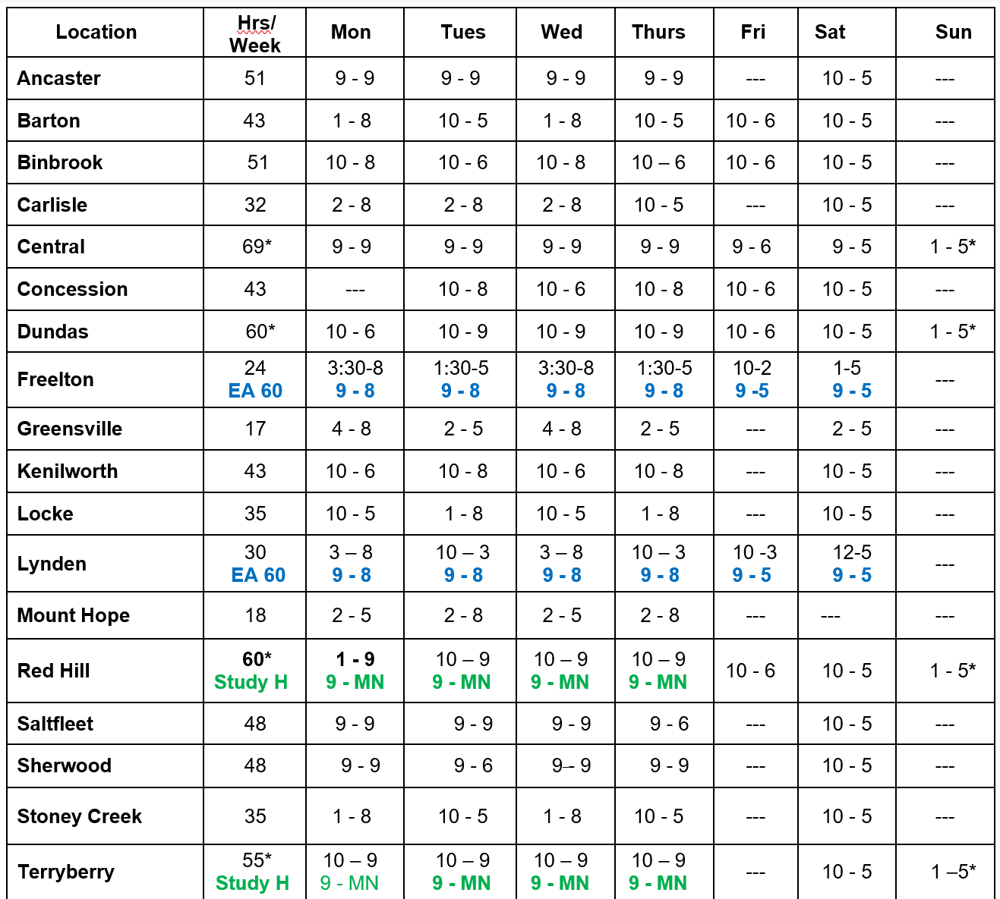 Location Hrs/ Week Mon Tues Wed Thurs Fri Sat Sun
Ancaster 51 9 - 9 9 - 9 9 - 9 9 - 9 --- 10 - 5 ---
Barton 43 1 - 8 10 - 5 1 - 8 10 - 5 10 - 6 10 - 5 ---
Binbrook 51 10 - 8 10 - 6 10 - 8 10 – 6 10 - 6 10 - 5 ---
Carlisle 32 2 - 8 2 - 8 2 - 8 10 - 5 --- 10 - 5 ---
Central 69* 9 - 9 9 - 9 9 - 9 9 - 9 9 - 6 9 - 5 1 - 5*
Concession 43 --- 10 - 8 10 - 6 10 - 8 10 - 6 10 - 5 ---
Dundas 60* 10 - 6 10 - 9 10 - 9 10 - 9 10 - 6 10 - 5 1 - 5*
Freelton 24 3:30-8 1:30-5 3:30-8 1:30-5 10-2 1-5 ---
EA 60 9 - 8 9 - 8 9 - 8 9 - 8 9 -5 9 - 5
Greensville 17 4 - 8 2 - 5 4 - 8 2 - 5 --- 2 - 5 ---
Kenilworth 43 10 - 6 10 - 8 10 - 6 10 - 8 --- 10 - 5 ---
Locke 35 10 - 5 1 - 8 10 - 5 1 - 8 --- 10 - 5 ---
Lynden 30 3 – 8 10 – 3 3 – 8 10 – 3 10 -3 12-5 ---
EA 60 9 - 8 9 - 8 9 - 8 9 - 8 9 - 5 9 - 5
Mount Hope 18 2 - 5 2 - 8 2 - 5 2 - 8 --- --- ---
Red Hill 60* 1 - 9 10 – 9 10 – 9 10 – 9 10 - 6 10 - 5 1 - 5*
Study H 9 - MN 9 - MN 9 - MN 9 - MN
Saltfleet 48 9 - 9 9 - 9 9 - 9 9 - 6 --- 10 - 5 ---
Sherwood 48 9 - 9 9 - 6 9– - 9 9 - 9 --- 10 - 5 ---
Stoney Creek 35 1 - 8 10 - 5 1 - 8 10 - 5 --- 10 - 5 ---
Terryberry 55* 10 – 9 10 – 9 10 – 9 10 – 9 --- 10 - 5 1 –5*
Study H 9 - MN 9 - MN 9 - MN 9 - MN